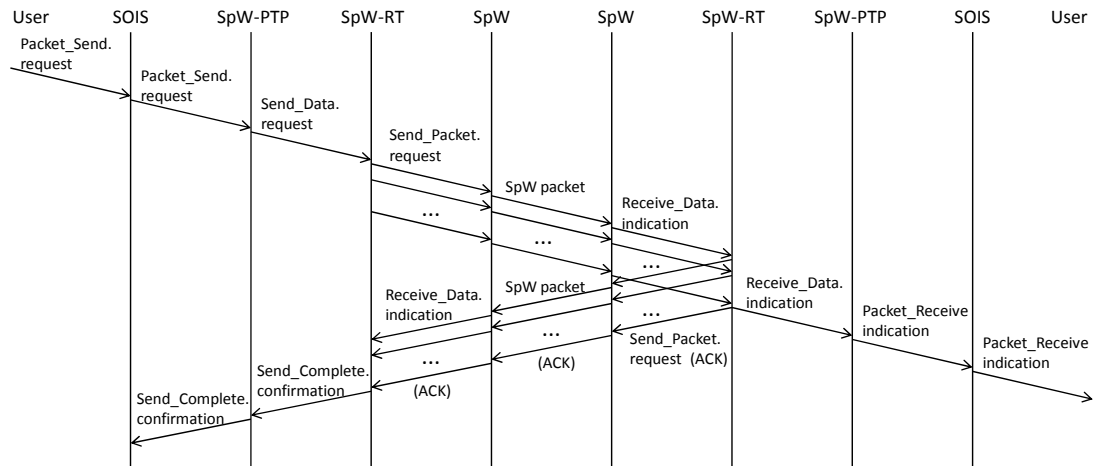 User SOIS SpW-PTP SpW-RT SpW SpW SpW-RT SpW-PTP SOIS User
Packet_Send.
request
Packet_Send.
request
Send_Data.
request
Send_Packet.
request
SpW packet
Receive_Data.
indication
...
...
...
SpW packet
Receive_Data.
indication
Receive_Data.
indication
Packet_Receive
indication
Packet_Receive
indication
...
...
...
Send_Packet.
request (ACK)
(ACK)
(ACK)
Send_Complete.
confirmation
Send_Complete.
confirmation